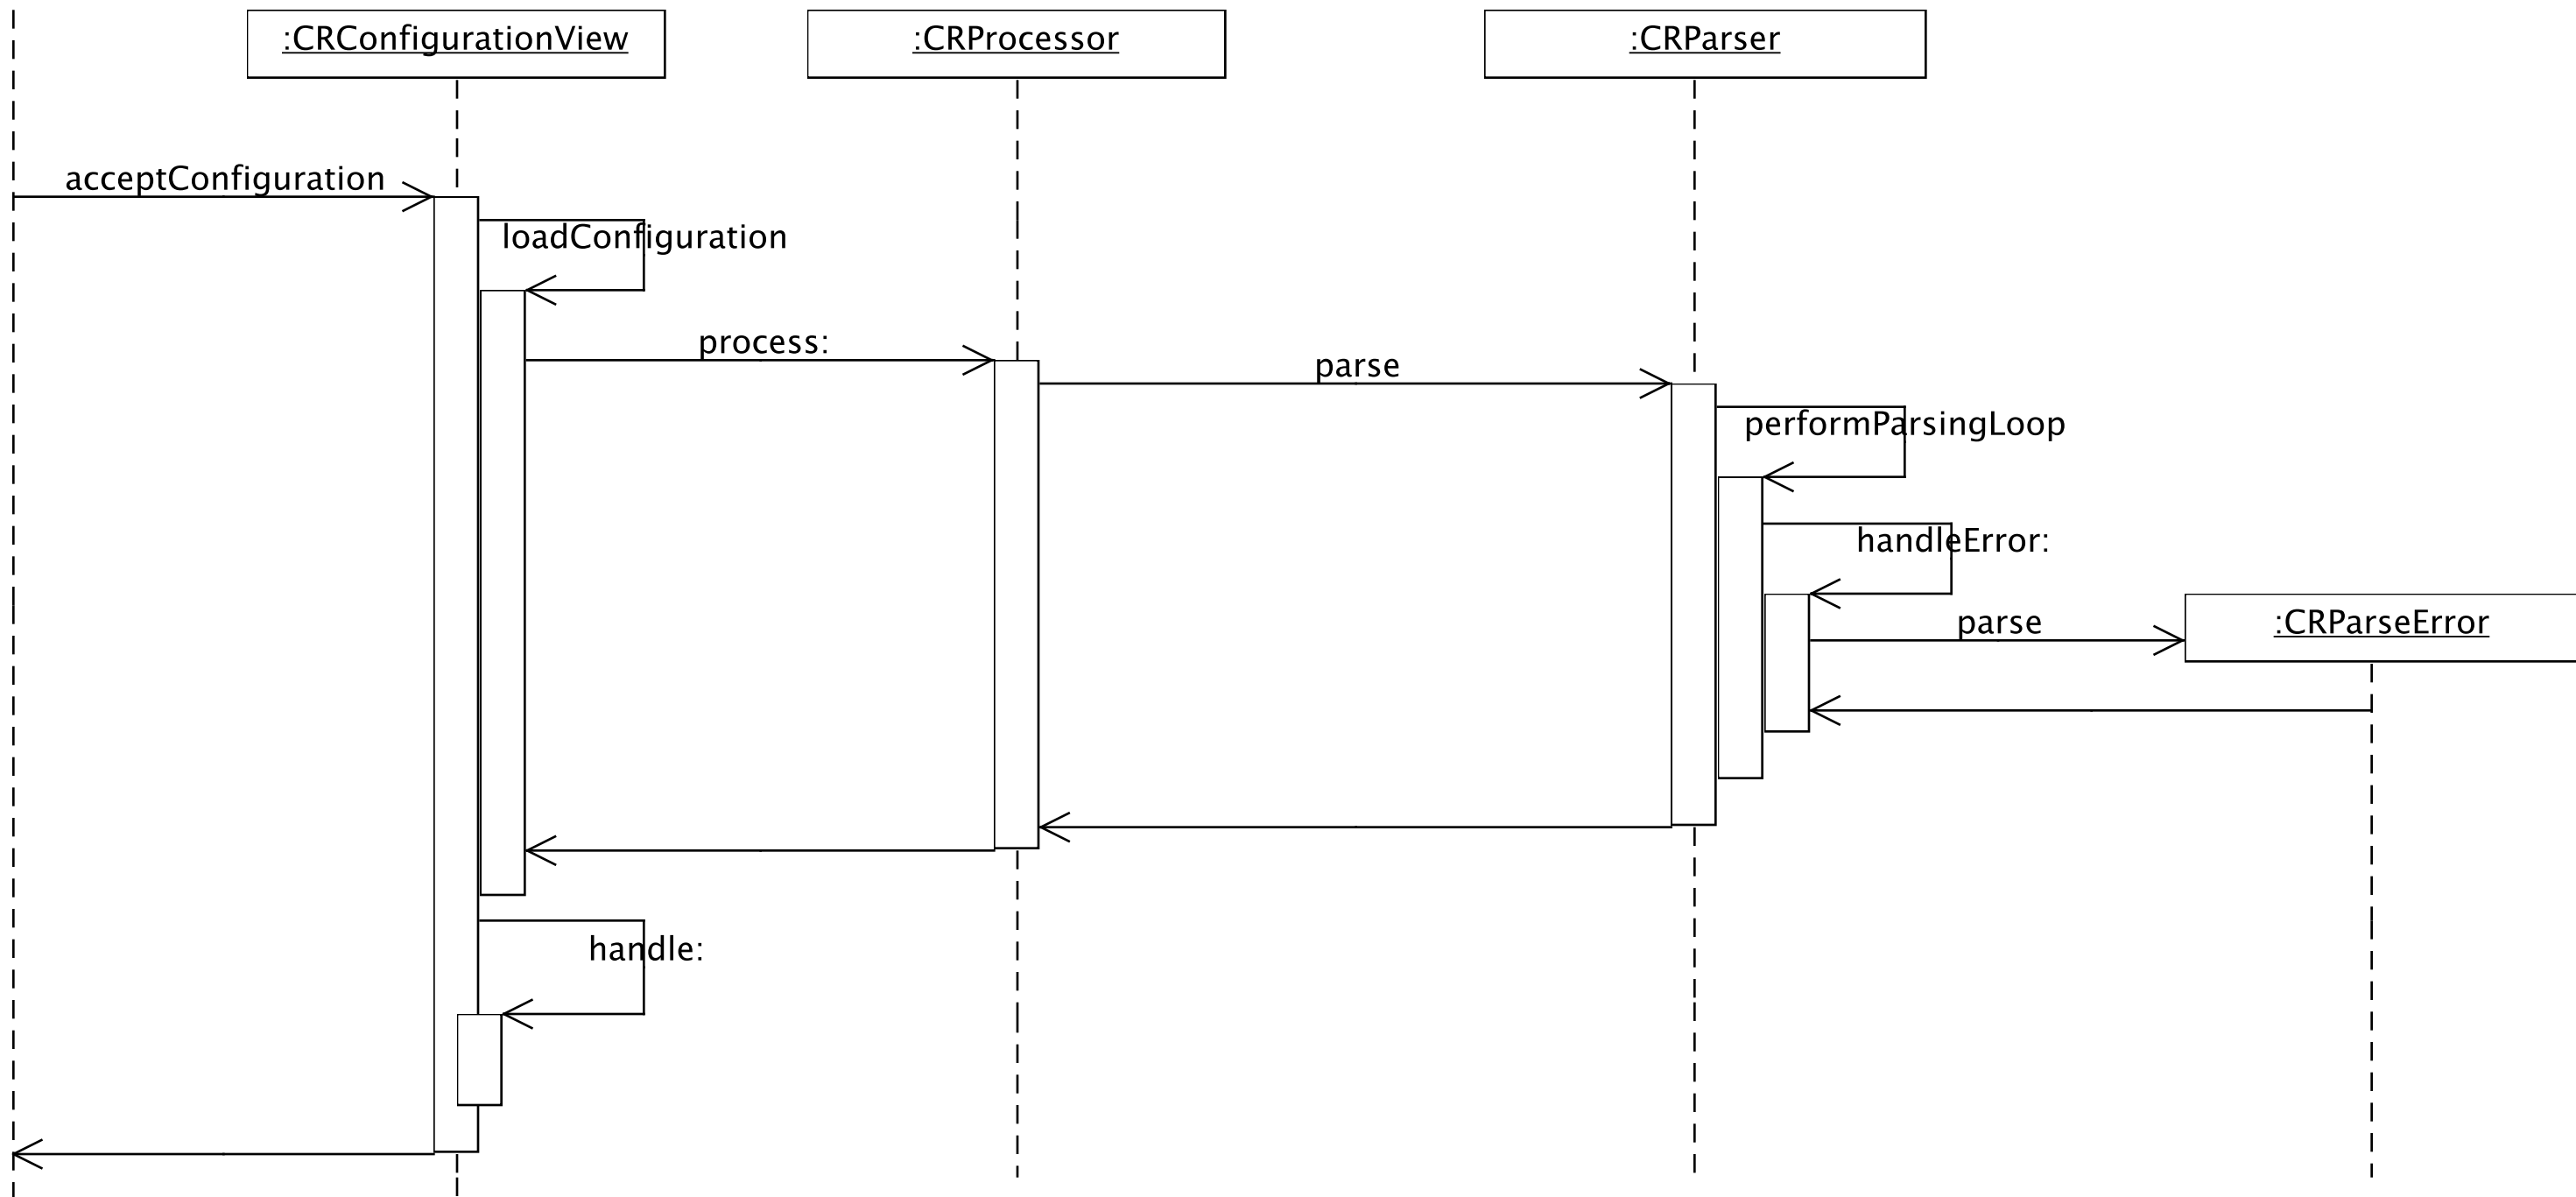 :CRConfigurationView
:CRProcessor
:CRParser
acceptConfiguration
loadConfiguration
process:
parse
performParsingLoop
handleError:
parse
:CRParseError
handle: